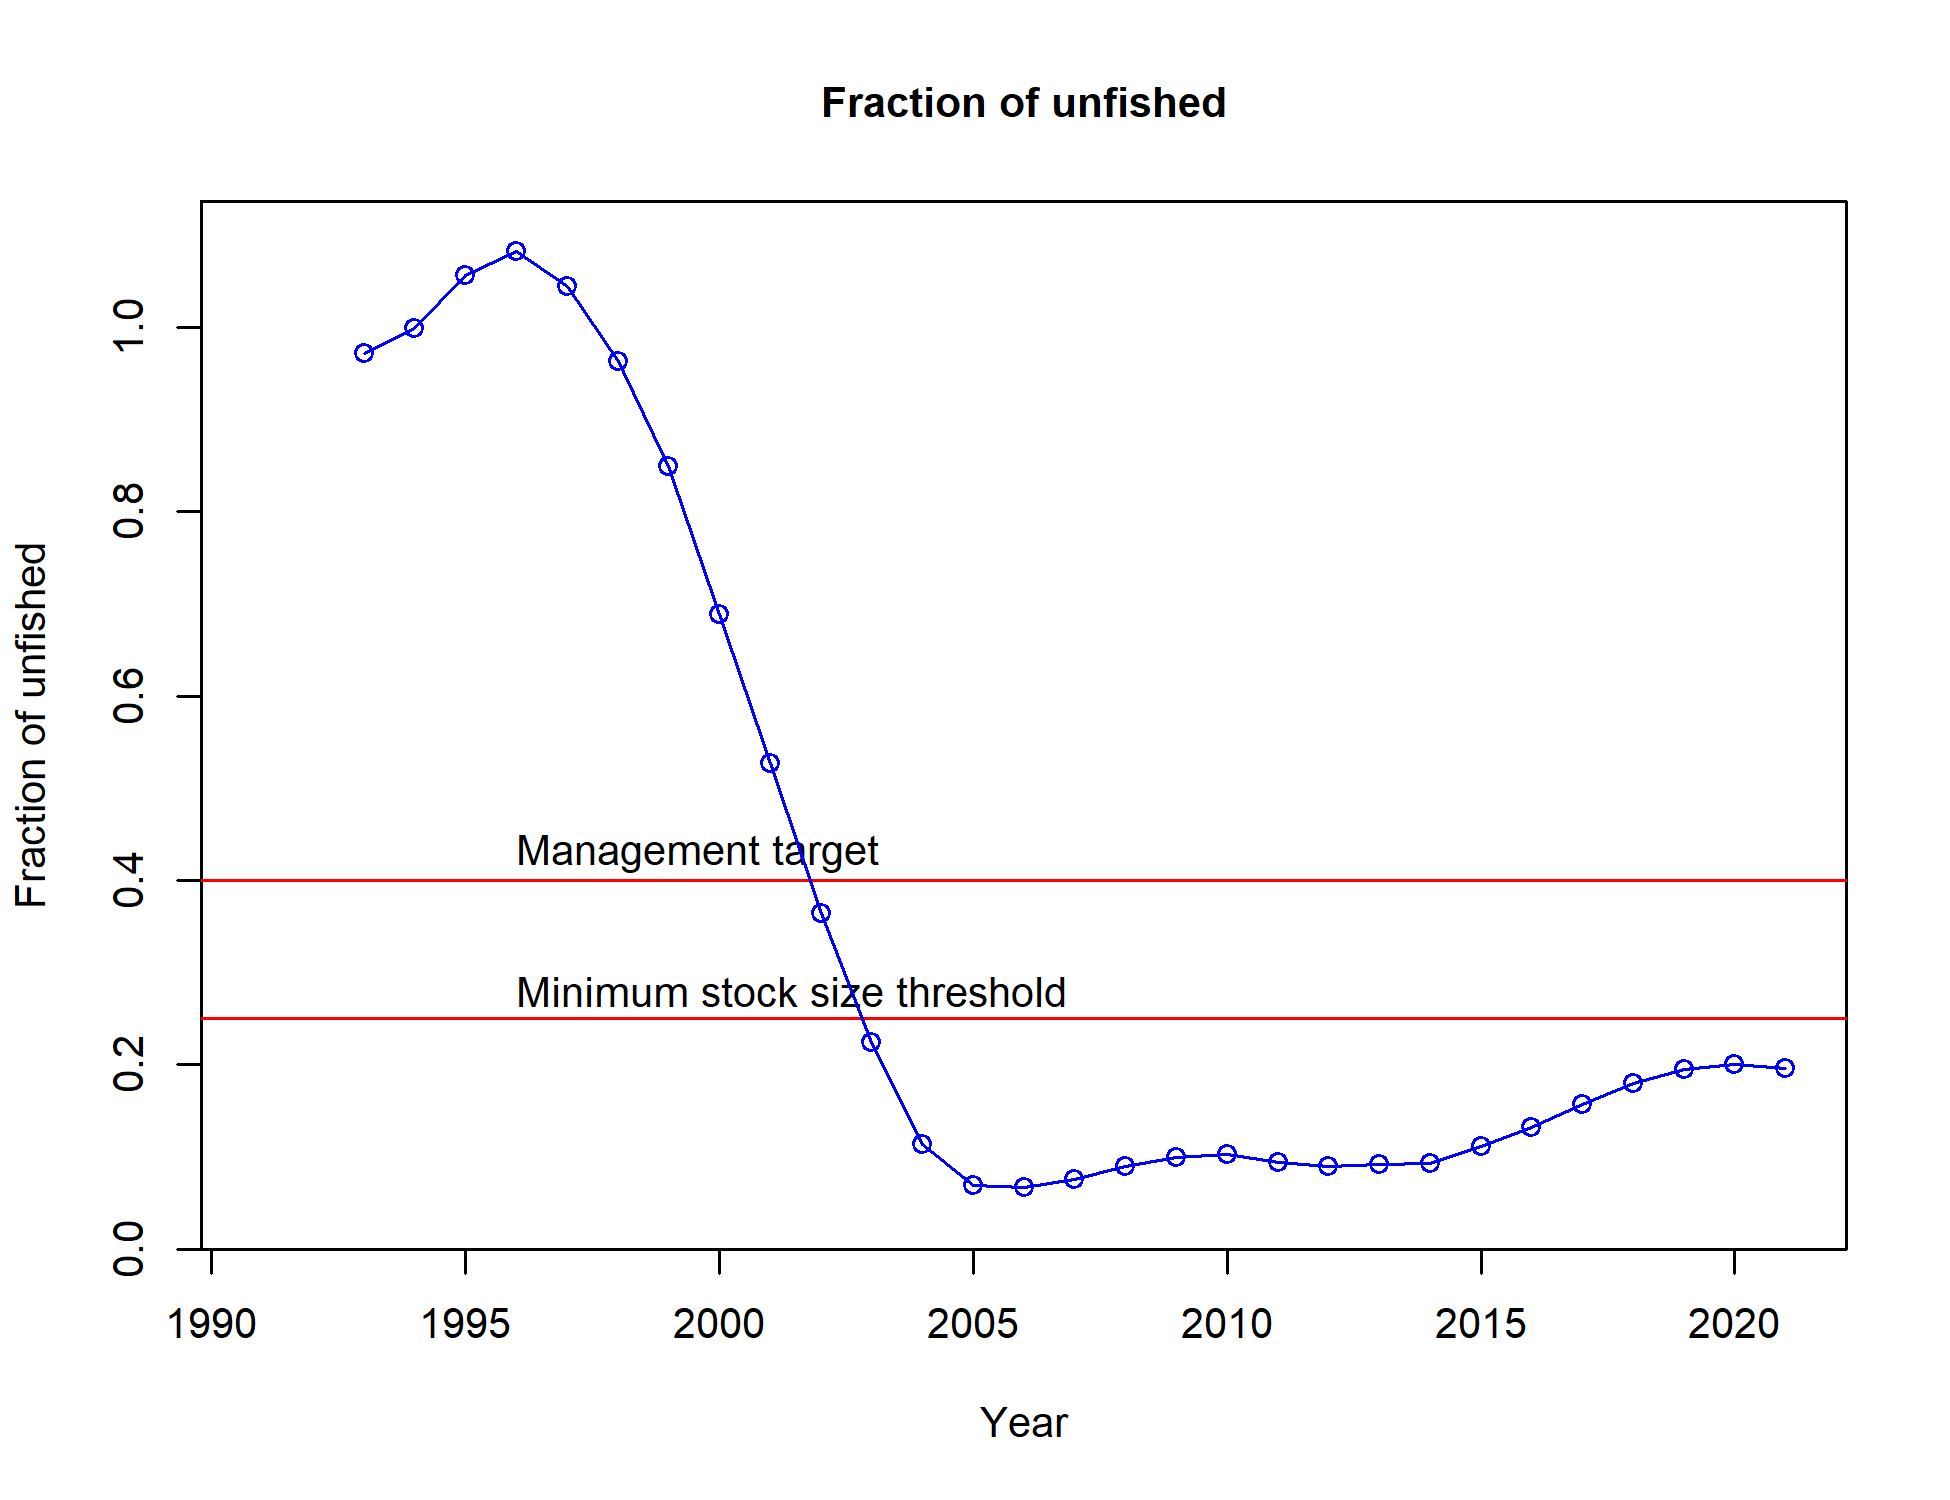 Fraction of unfished
Fraction of unfished
1.0
0.8
0.6
0.4
0.2
0.0
Management target
Minimum stock size threshold
1990 1995 2000 2005 2010 2015 2020
Year